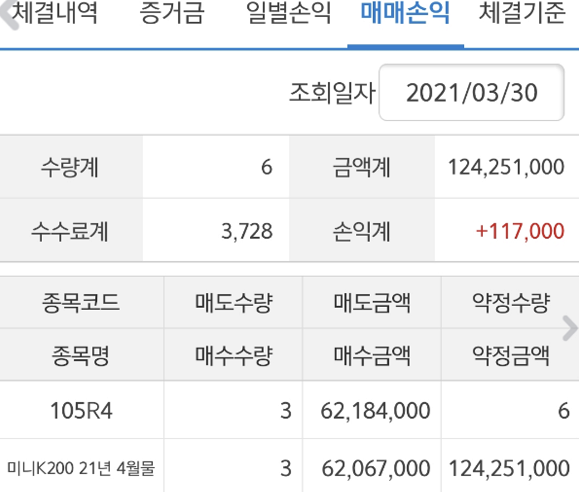 체결내역 증거금 일별손익 매매손익 체결기준
조회일자 2021/03/30
수량계 6 금액계 124,251,000
수수료계 3,728 손익계 +117,000
종목코드 매도수량 매도금액 약정수량
종목명 매수수량 매수금액 약정금액
105R4 3 62,184,000 6
미니K200 21년 4월물 3 62,067,000 124,251,000